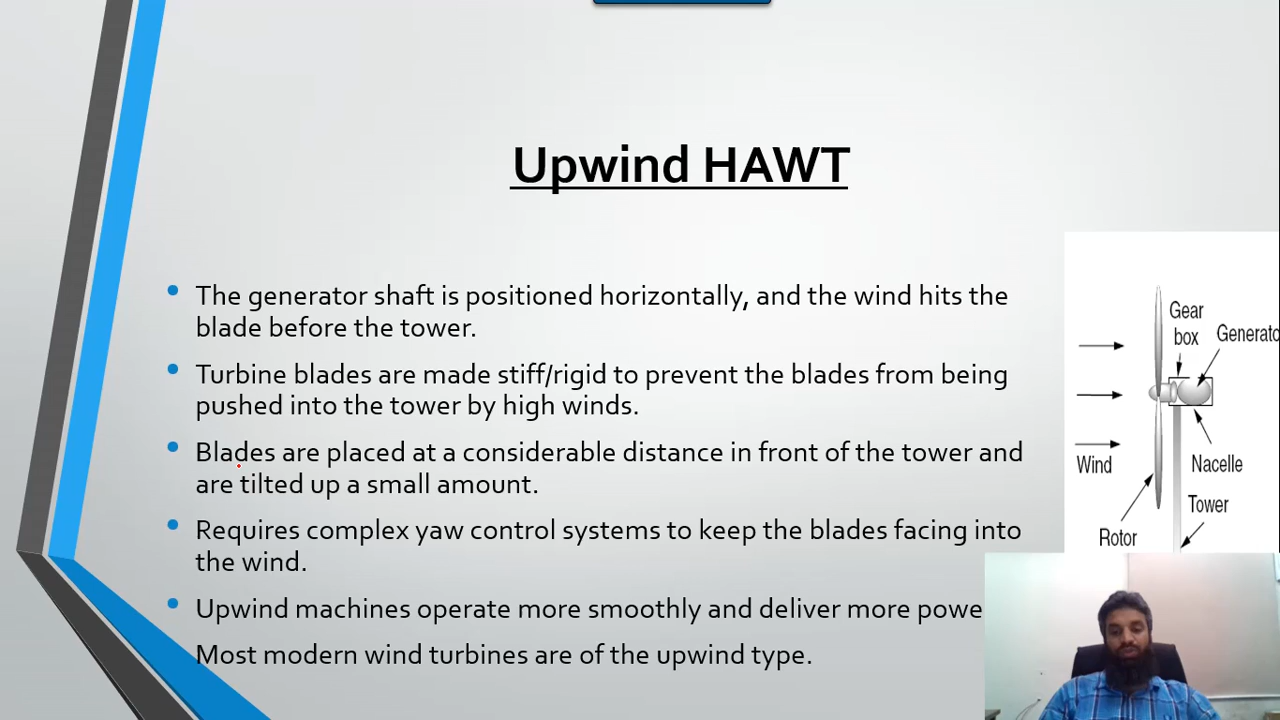 Upwind HAWT
The generator shaft is positioned horizontally, and the wind hits the
blade before the tower.
Turbine blades are made stiff/rigid to prevent the blades from being
pushed into the tower by high winds.
Blades are placed at a considerable distance in front of the tower and
are tilted up a small amount.
Requires complex yaw control systems to keep the blades facing into
the wind.
Upwind machines operate more smoothly and deliver more powe
Most modern wind turbines are of the upwind type.
Gear
box
Generato
Wind
Nacelle
Tower
Rotor